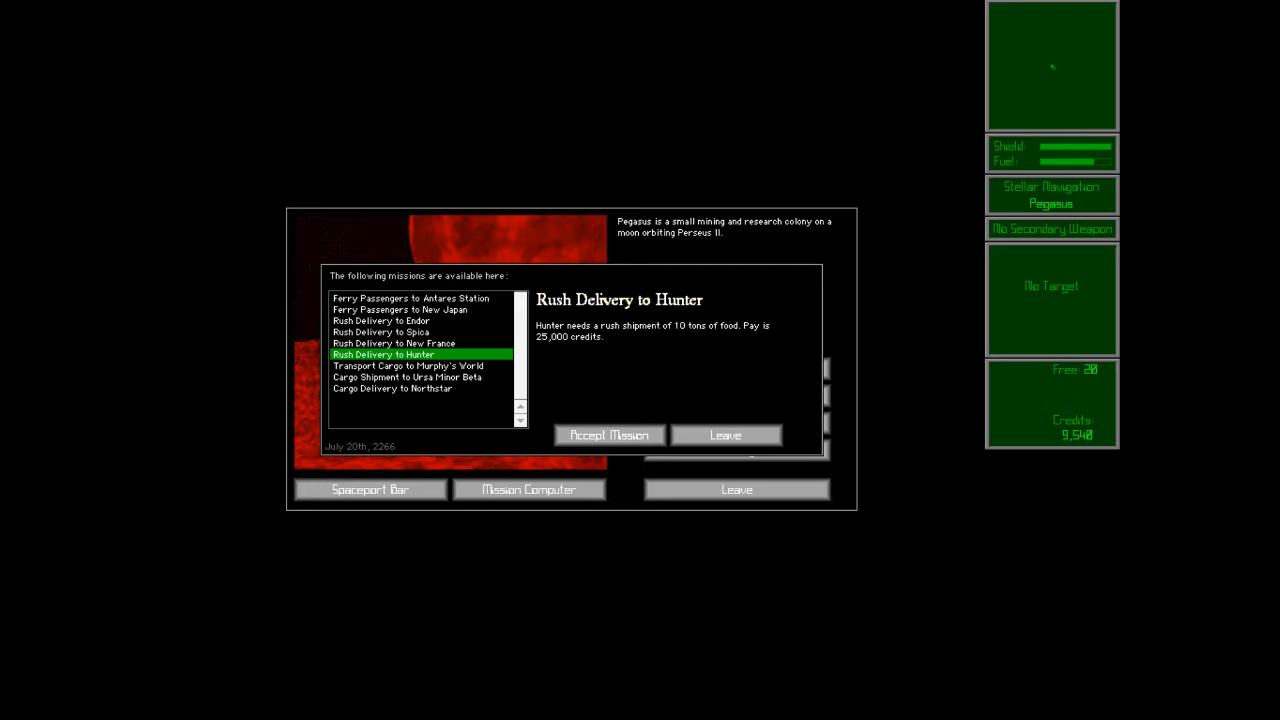 Pegasus is a small mining and research colony on a
moon orbiting Perseus II.
The following missions are available here:
Ferry Passengers to Antares Station
Ferry Passengers to New Japan
Rush Delivery to Endor
Rush Delivery to Spica
Rush Delivery to New France
Rush Delivery to Hunter
Transport Cargo to Murphy's World
Cargo Shipment to Ursa Minor Beta
Cargo Delivery to Northstar
July 20th, 2266
Rush Delivery to Hunter
Hunter needs a rush shipment of 10 tons of food. Pay is
25,000 credits.
Accept Mission
Leave
Spaceport Bar
Mission Computer
Leave
Shield:
Fuel:
Stellar Navigation
Pegasus
No Secondary Weapon
No Target
Free: 20
Credits:
9,540